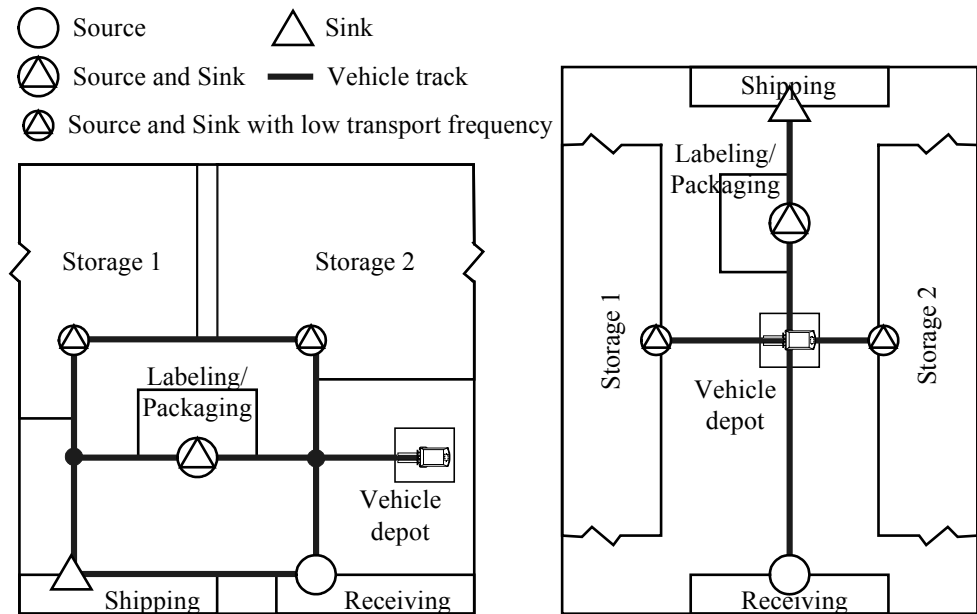 Source
Sink
Source and Sink
Vehicle track
Source and Sink with low transport frequency
Storage 1
Storage 2
Labeling/
Packaging
Vehicle
depot
Shipping
Receiving
Shipping
Labeling/
Packaging
Storage 1
Storage 2
Vehicle
depot
Receiving